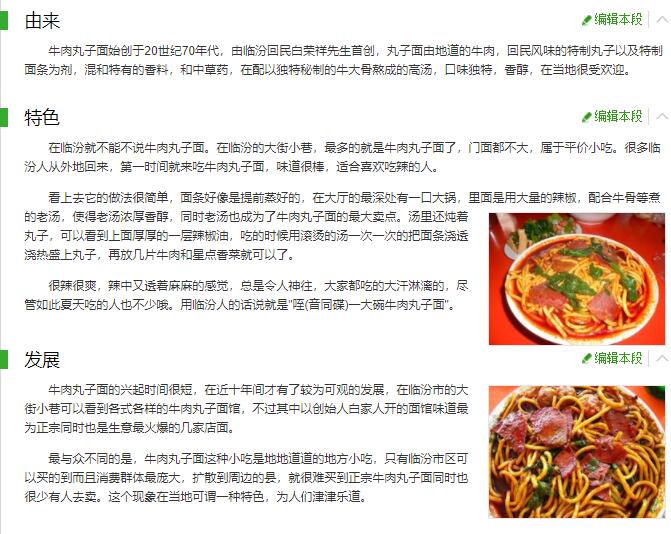 由来
编辑本段
牛肉丸子面始创于20世纪70年代，由临汾回民白荣祥先生首创，丸子面由地道的牛肉，回民风味的特制丸子以及特制
面条为剂，混和特有的香料，和中草药，在配以独特秘制的牛大骨熬成的高汤，口味独特，香醇，在当地很受欢迎。
特色
编辑本段
在临汾就不能不说牛肉丸子面。在临汾的大街小巷，最多的就是牛肉丸子面了，门面都不大，属于平价小吃。很多临
汾人从外地回来，第一时间就来吃牛肉丸子面，味道很棒，适合喜欢吃辣的人。
看上去它的做法很简单，面条好像是提前蒸好的，在大厅的最深处有一口大锅，里面是用大量的辣椒，配合牛骨等煮
的老汤，使得老汤浓厚香醇，同时老汤也成为了牛肉丸子面的最大卖点。汤里还炖着
丸子，可以看到上面厚厚的一层辣椒油，吃的时候用滚烫的汤一次一次的把面条浇透
浇热盛上丸子，再放几片牛肉和星点香菜就可以了。
很辣很爽，辣中又透着麻麻的感觉，总是令人神往，大家都吃的大汗淋漓的，尽
管如此夏天吃的人也不少哦。用临汾人的话说就是"咥(音同碟)一大碗牛肉丸子面"。
发展
编辑本段
牛肉丸子面的兴起时间很短，在近十年间才有了较为可观的发展，在临汾市的大
街小巷可以看到各式各样的牛肉丸子面馆，不过其中以创始人白家人开的面馆味道最
为正宗同时也是生意最火爆的几家店面。
最与众不同的是，牛肉丸子面这种小吃是地地道道的地方小吃，只有临汾市区可
以买的到而且消费群体最庞大，扩散到周边的县，就很难买到正宗牛肉丸子面同时也
很少有人去卖。这个现象在当地可谓一种特色，为人们津津乐道。